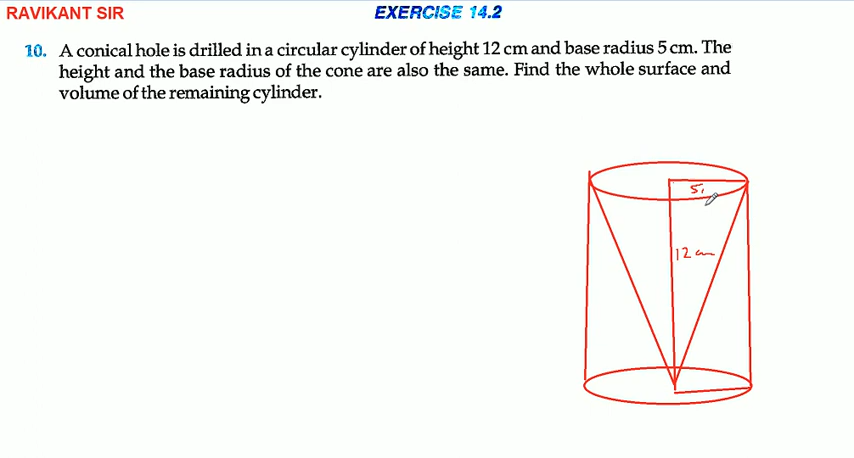 RAVIKANT SIR
EXERCISE 14.2
10. A conical hole is drilled in a circular cylinder of height 12 cm and base radius 5 cm. The
height and the base radius of the cone are also the same. Find the whole surface and
volume of the remaining cylinder.
5
12 cm